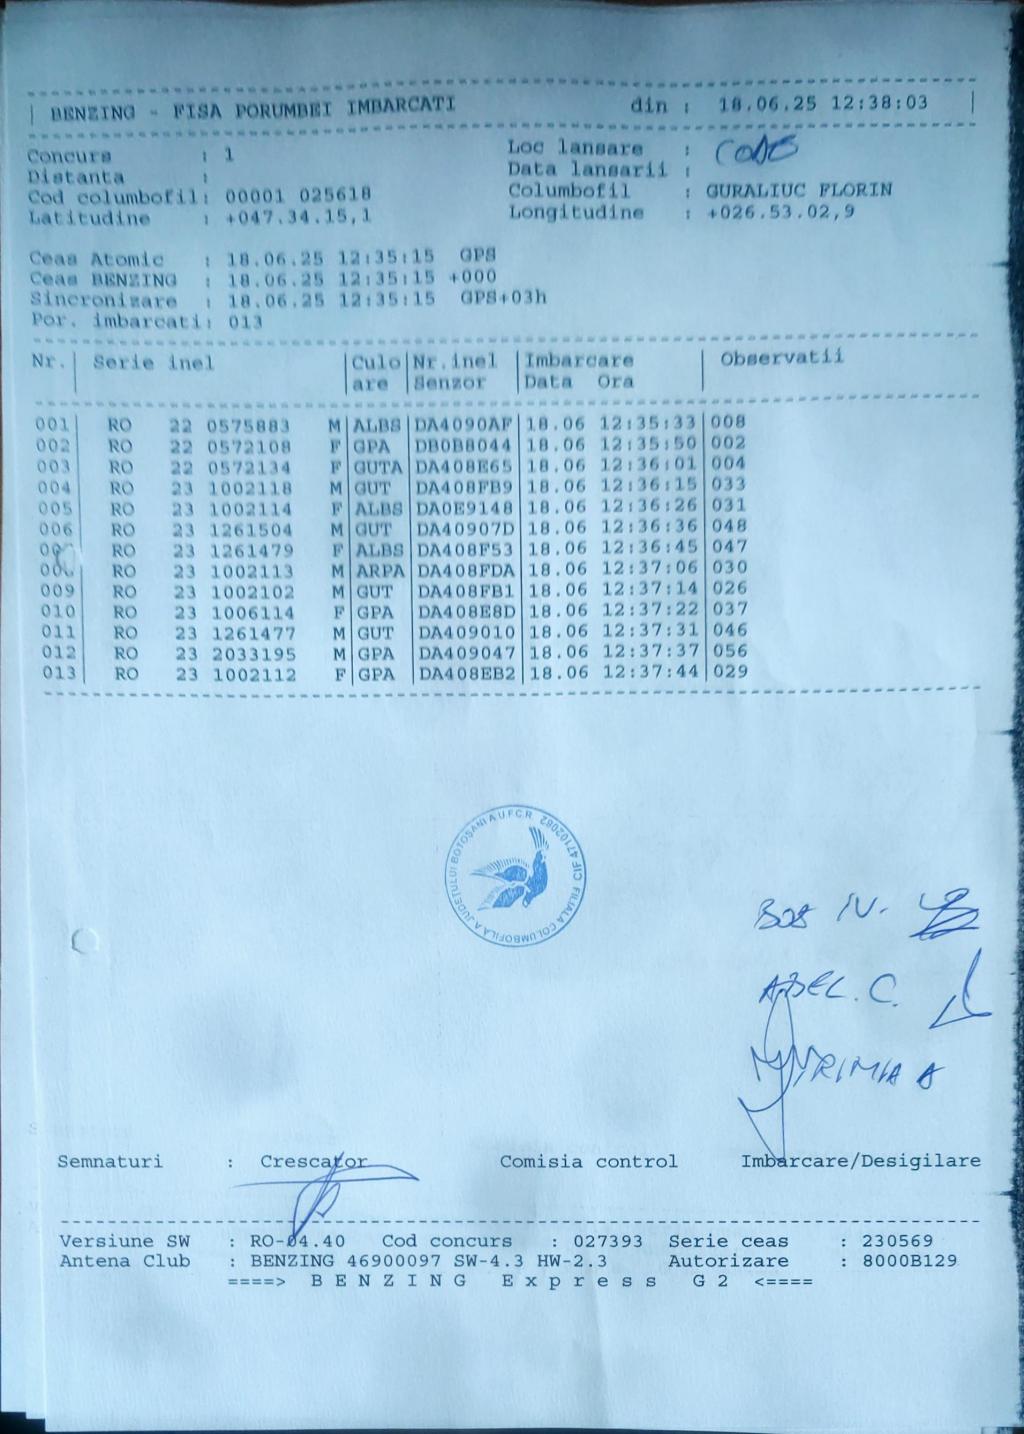 BENZING - FISA PORUMBEI IMBARCATI din : 18.06.25 12:38:03
Concurs : 1 Loc lansare :
Distanta : Data lansarii :
Cod columbofil: 00001 025618 Columbofil : GURALIUC FLORIN
Latitudine : +047.34.15,1 Longitudine : +026.53.02,9
Ceas Atomic : 18.06.25 12:35:15 GPS
Ceas BENZING : 18.06.25 12:35:15 +000
Sincronizare : 18.06.25 12:35:15 GPS+03h
Por. imbarcati: 013
Nr. Serie inel Culo Nr.inel Imbarcare Observatii
are Senzor Data Ora
001 RO 22 0575883 M ALBS DA4090AF 18.06 12:35:33 008
002 RO 22 0572108 F GPA DB0B8044 18.06 12:35:50 002
003 RO 22 0572134 F GUTA DA408E65 18.06 12:36:01 004
004 RO 23 1002118 M GUT DA408FB9 18.06 12:36:15 033
005 RO 23 1002114 F ALBS DA0E9148 18.06 12:36:26 031
006 RO 23 1261504 M GUT DA40907D 18.06 12:36:36 048
RO 23 1261479 F ALBS DA408F53 18.06 12:36:45 047
RO 23 1002113 M ARPA DA408FDA 18.06 12:37:06 030
009 RO 23 1002102 M GUT DA408FB1 18.06 12:37:14 026
010 RO 23 1006114 F GPA DA408E8D 18.06 12:37:22 037
011 RO 23 1261477 M GUT DA409010 18.06 12:37:31 046
012 RO 23 2033195 M GPA DA409047 18.06 12:37:37 056
013 RO 23 1002112 F GPA DA408EB2 18.06 12:37:44 029
FILIALA COLUMBOFILA A JUDETULUI BOTOȘANI A U.F.C.R. CIF 47102082
IV.
ABEL. C.
Semnaturi : Crescator Comisia control Imbarcare/Desigilare
Versiune SW : RO-04.40 Cod concurs : 027393 Serie ceas : 230569
Antena Club : BENZING 46900097 SW-4.3 HW-2.3 Autorizare : 8000B129
====> B E N Z I N G E x p r e s s G 2 <====